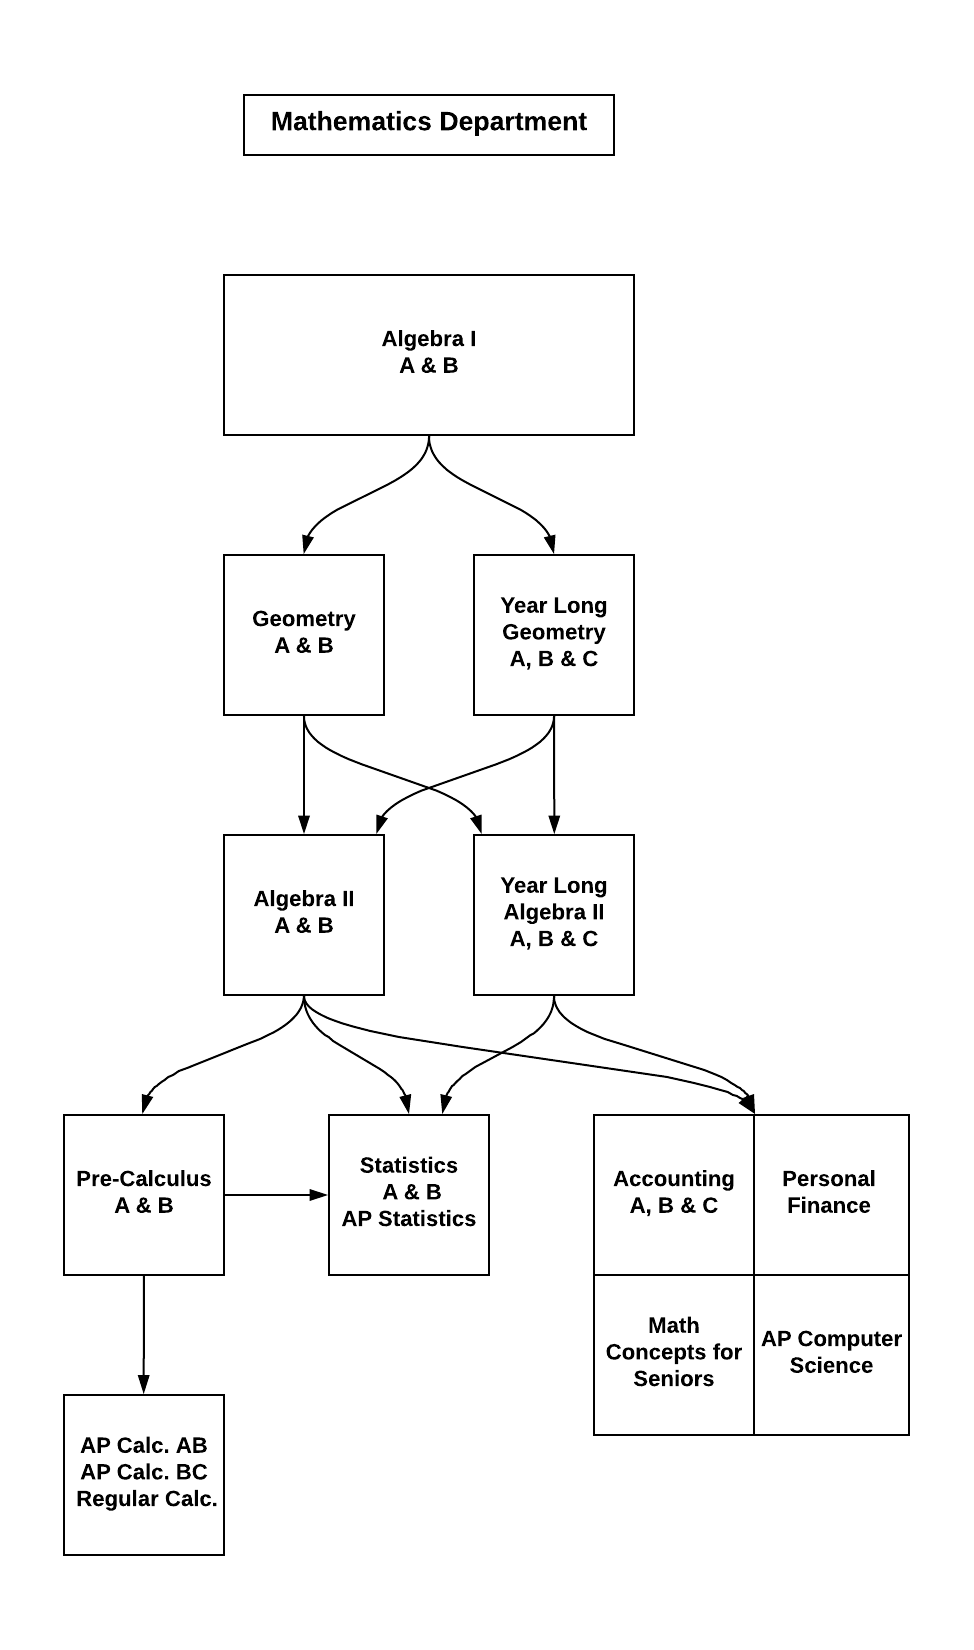 Mathematics Department
Algebra I
A & B
Geometry
A & B
Year Long
Geometry
A, B & C
Algebra II
A & B
Year Long
Algebra II
A, B & C
Pre-Calculus
A & B
Statistics
A & B
AP Statistics
Accounting
A, B & C
Personal
Finance
Math
Concepts for
Seniors
AP Computer
Science
AP Calc. AB
AP Calc. BC
Regular Calc.